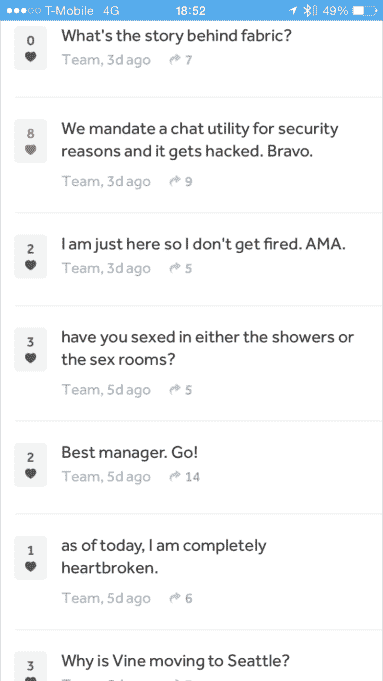 T-Mobile 4G 18:52 49%
0 What's the story behind fabric?
Team, 3d ago 7
8 We mandate a chat utility for security
reasons and it gets hacked. Bravo.
Team, 3d ago 9
2 I am just here so I don't get fired. AMA.
Team, 3d ago 5
3 have you sexed in either the showers or
the sex rooms?
Team, 5d ago 5
2 Best manager. Go!
Team, 5d ago 14
1 as of today, I am completely
heartbroken.
Team, 5d ago 6
3 Why is Vine moving to Seattle?